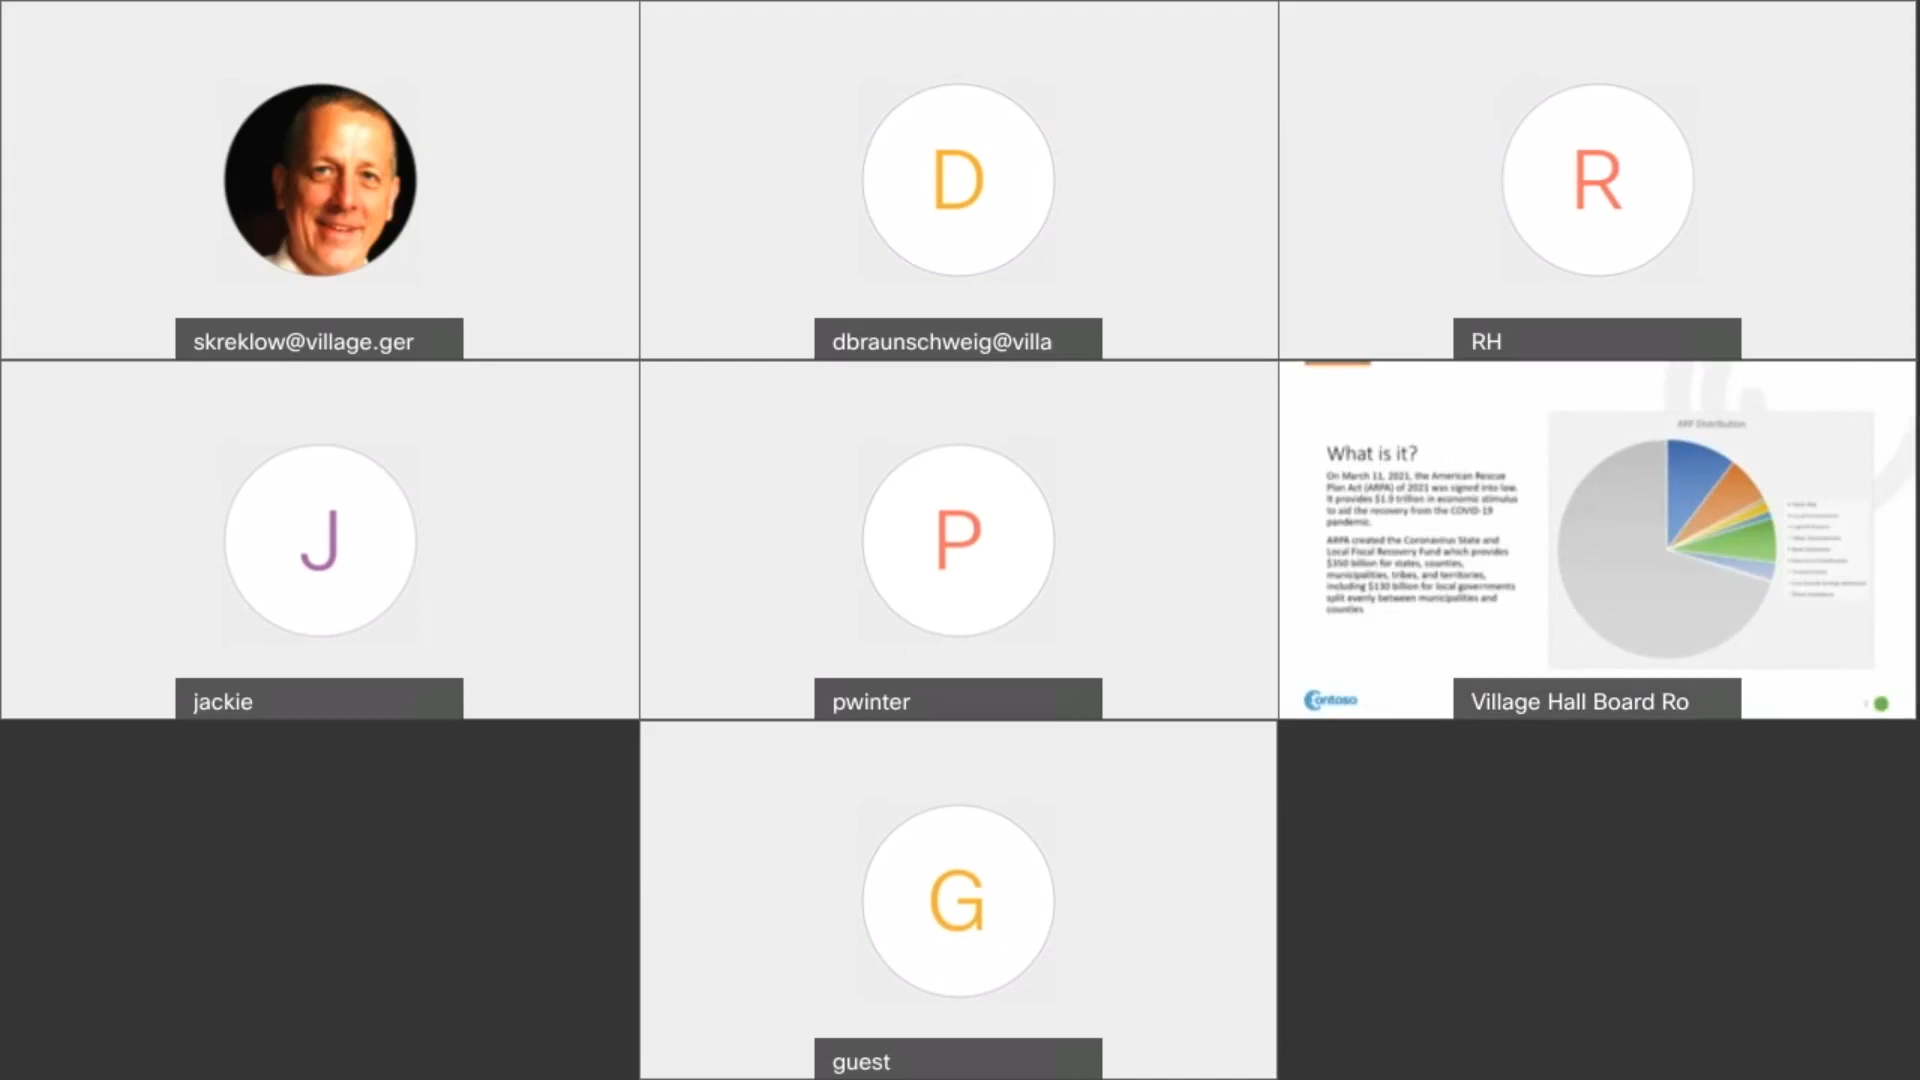 D
R
skreklow@village.ger
dbraunschweig@villa
RH
J
P
What is it?
On March 11, 2021, the American Rescue
Plan Act (ARPA) of 2021 was signed into law.
It provides $1.9 trillion in economic stimulus
to aid the recovery from the COVID-19
pandemic.
ARPA created the Coronavirus State and
Local Fiscal Recovery Fund which provides
$350 billion for states, counties,
municipalities, tribes, and territories,
including $130 billion for local governments
split evenly between municipalities and
counties
ARP Distribution
Contoso
jackie
pwinter
Village Hall Board Ro
G
guest